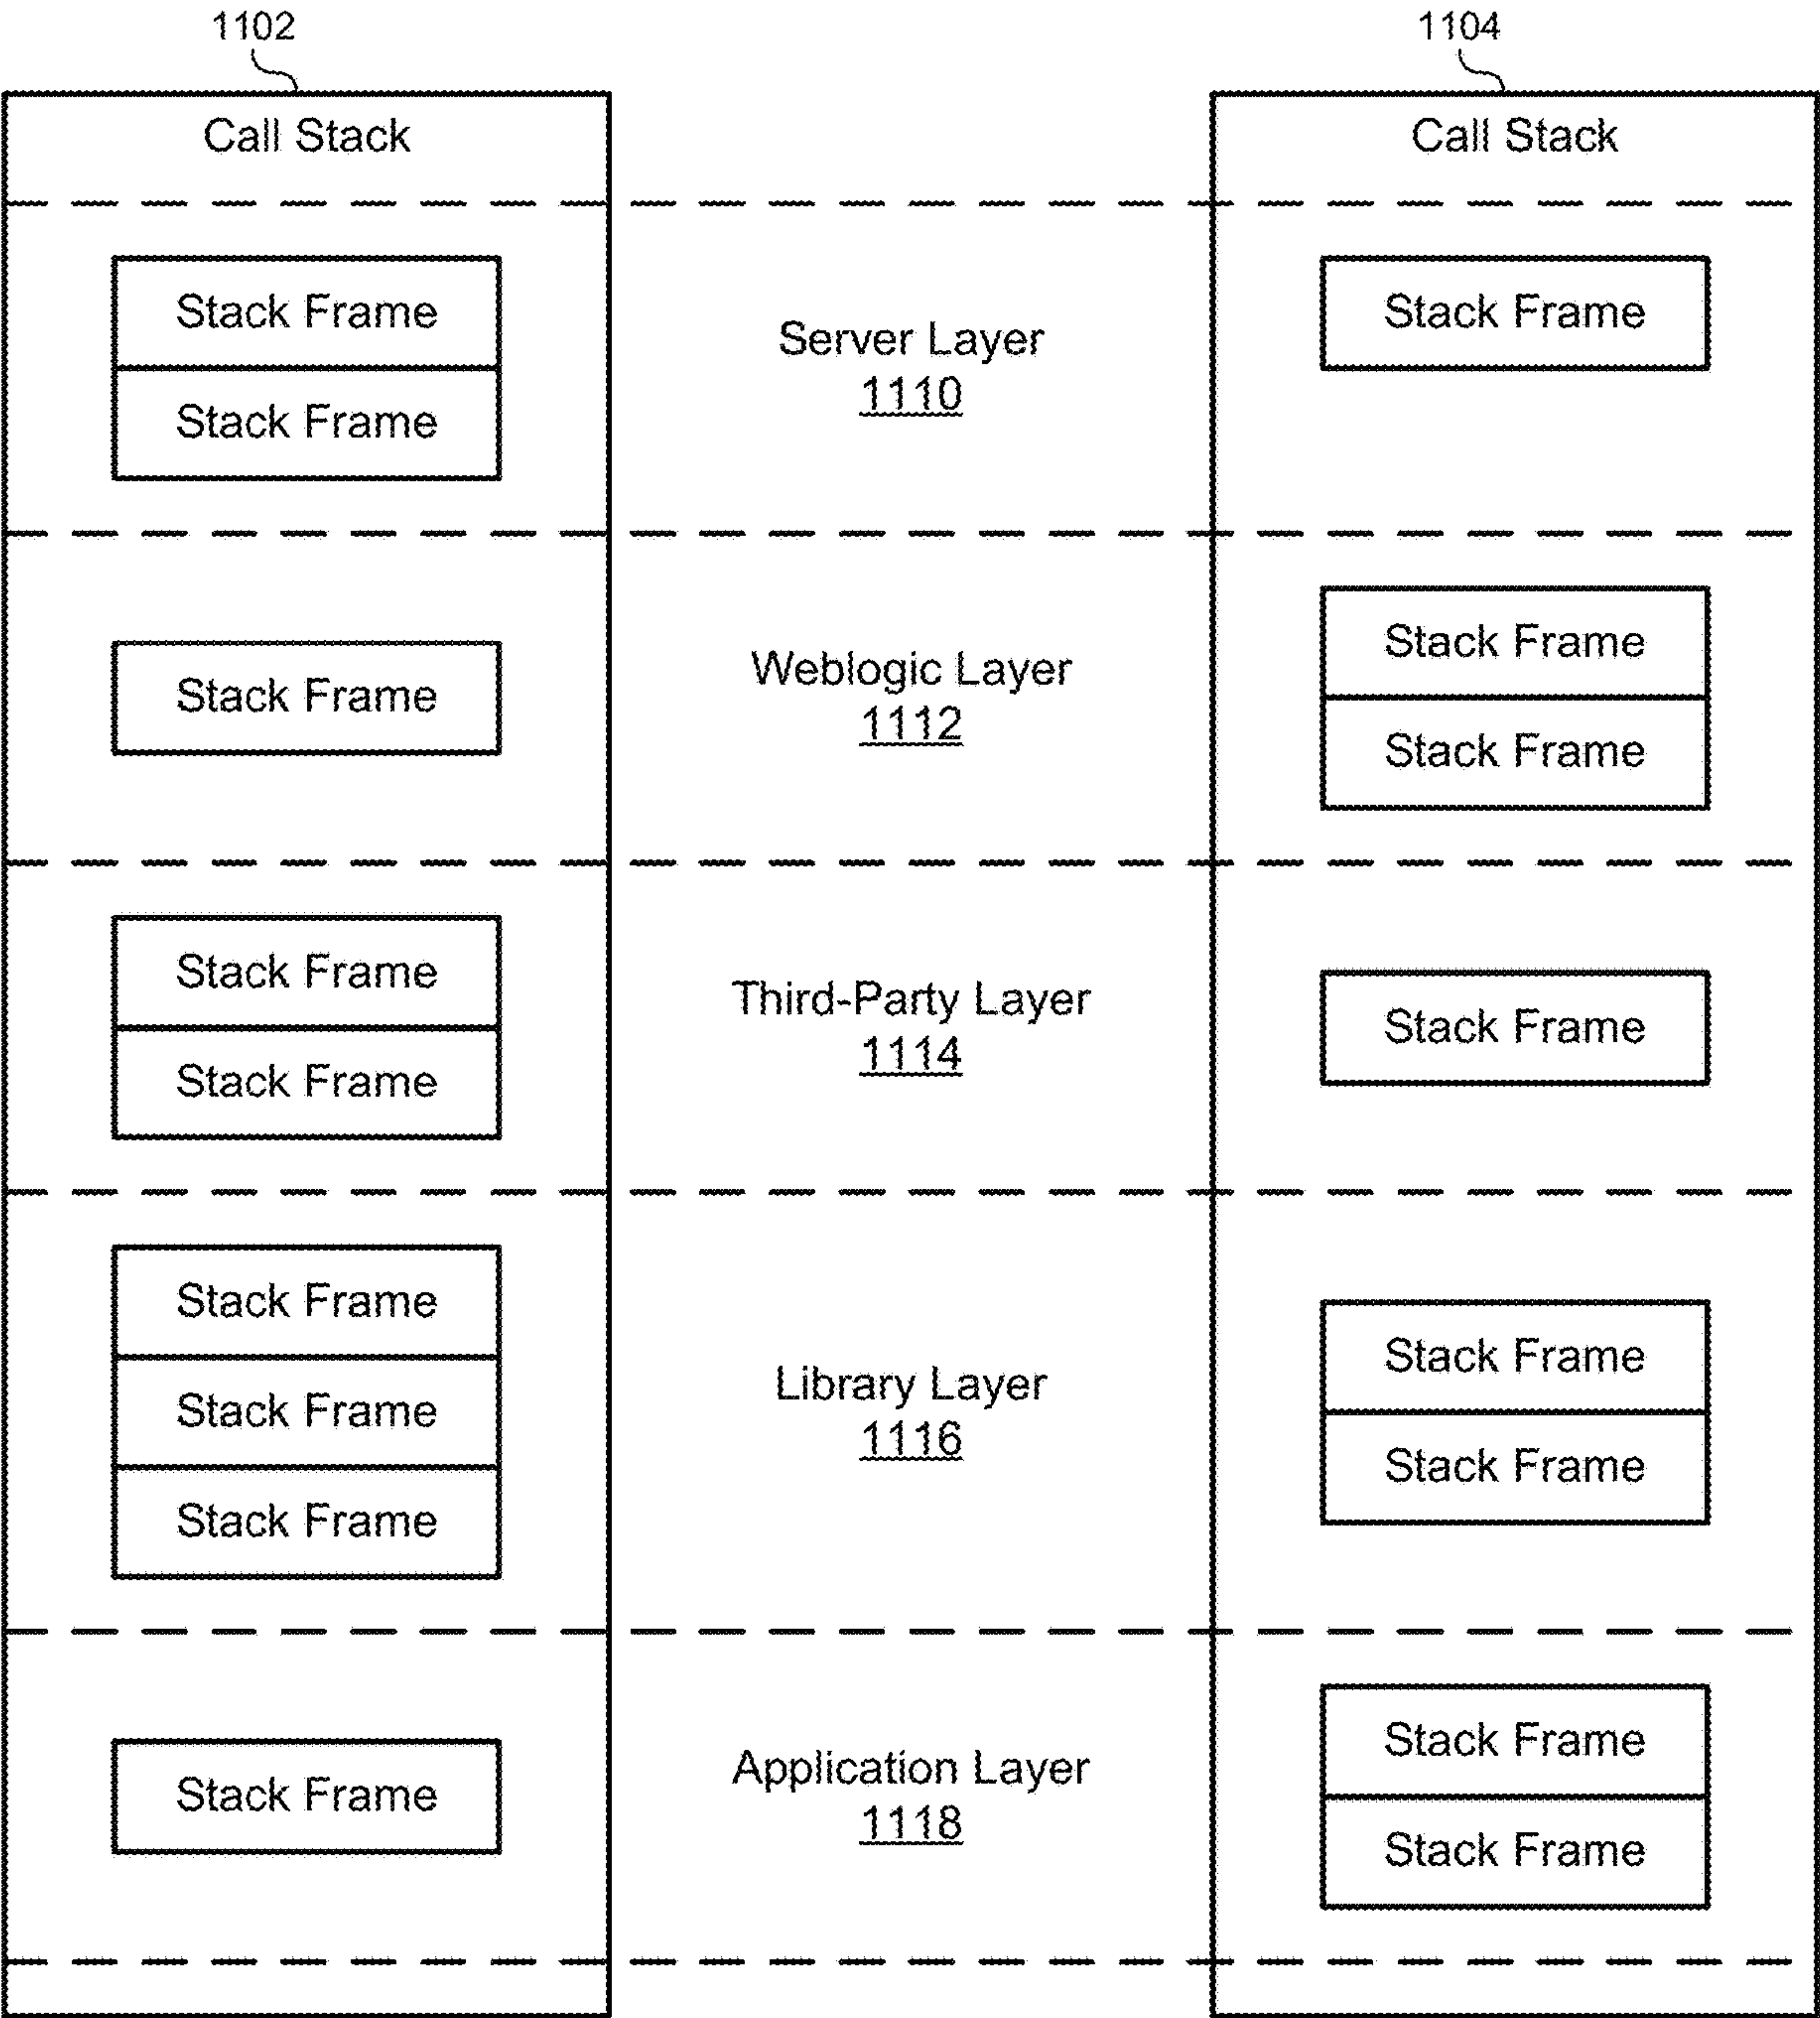 1102
1104
Call Stack
Call Stack
Stack Frame
Stack Frame
Server Layer
1110
Stack Frame
Stack Frame
Weblogic Layer
1112
Stack Frame
Stack Frame
Stack Frame
Stack Frame
Third-Party Layer
1114
Stack Frame
Stack Frame
Stack Frame
Stack Frame
Library Layer
1116
Stack Frame
Stack Frame
Stack Frame
Application Layer
1118
Stack Frame
Stack Frame